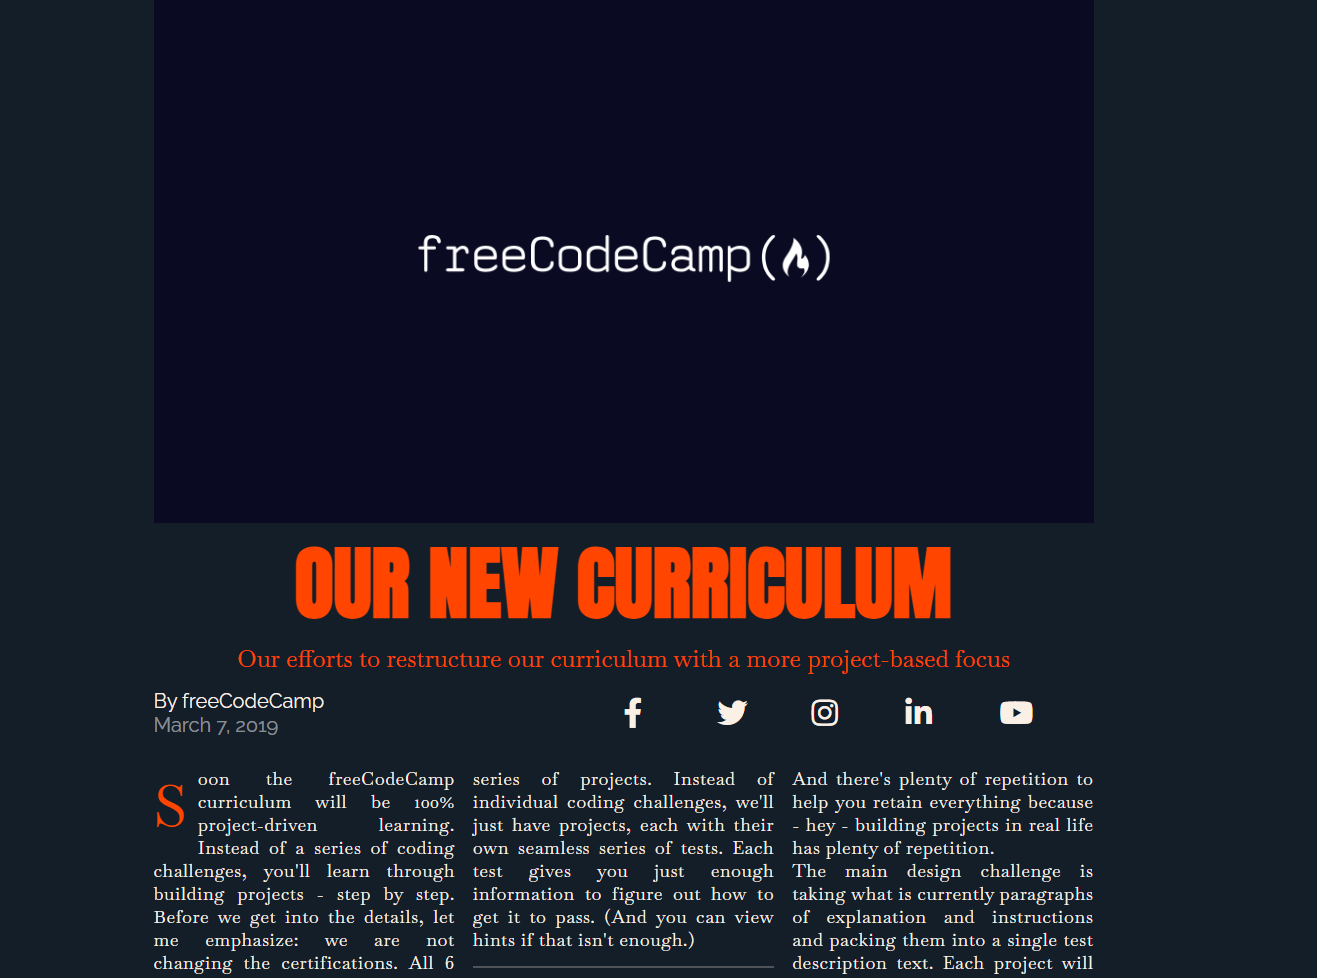 freeCodeCamp(🔥)
OUR NEW CURRICULUM
Our efforts to restructure our curriculum with a more project-based focus
By freeCodeCamp
March 7, 2019
Soon the freeCodeCamp
curriculum will be 100%
project-driven learning.
Instead of a series of coding
challenges, you'll learn through
building projects - step by step.
Before we get into the details, let
me emphasize: we are not
changing the certifications. All 6
series of projects. Instead of
individual coding challenges, we'll
just have projects, each with their
own seamless series of tests. Each
test gives you just enough
information to figure out how to
get it to pass. (And you can view
hints if that isn't enough.)
And there's plenty of repetition to
help you retain everything because
- hey - building projects in real life
has plenty of repetition.
The main design challenge is
taking what is currently paragraphs
of explanation and instructions
and packing them into a single test
description text. Each project will